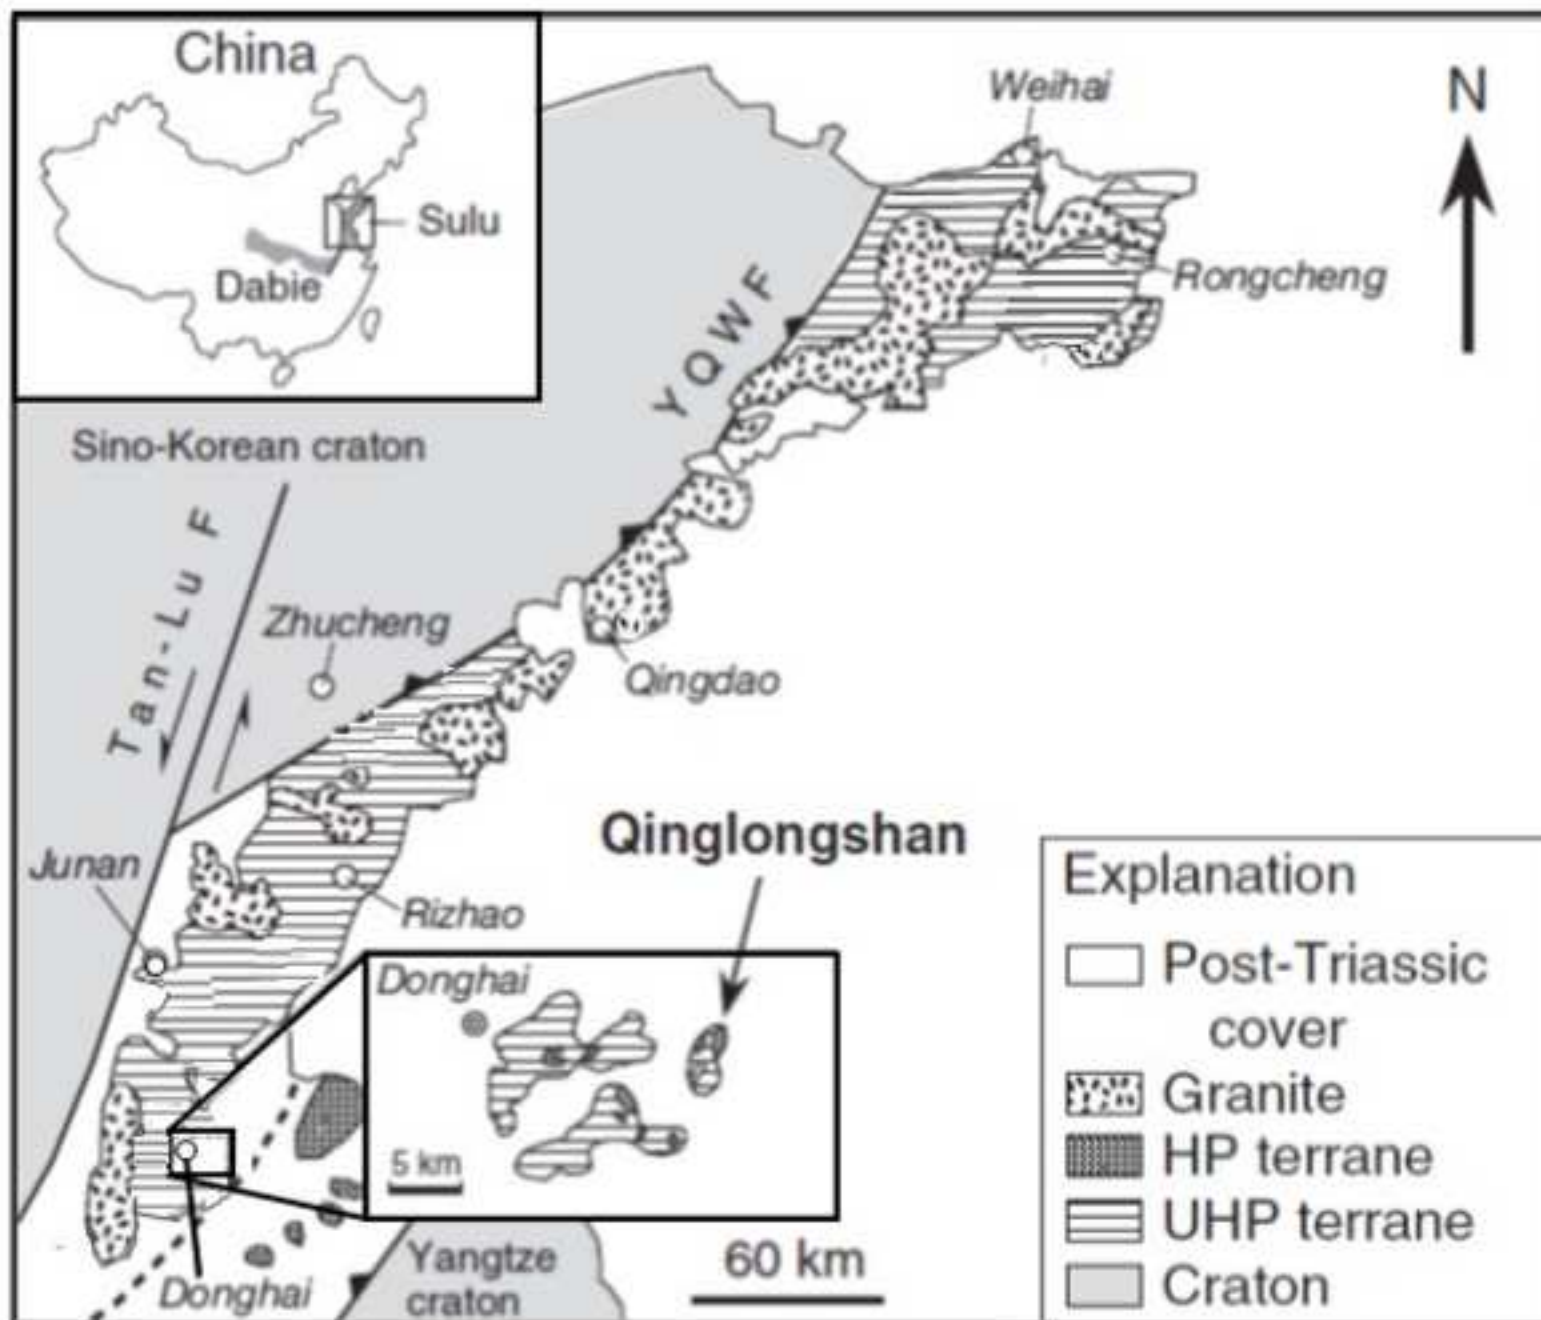 China
Sulu
Dabie
Weihai
N
Rongcheng
YQWF
Sino-Korean craton
Tan-Lu F
Zhucheng
Qingdao
Junan
Rizhao
Qinglongshan
Donghai
5 km
Donghai
Yangtze
craton
60 km
Explanation
Post-Triassic
cover
Granite
HP terrane
UHP terrane
Craton